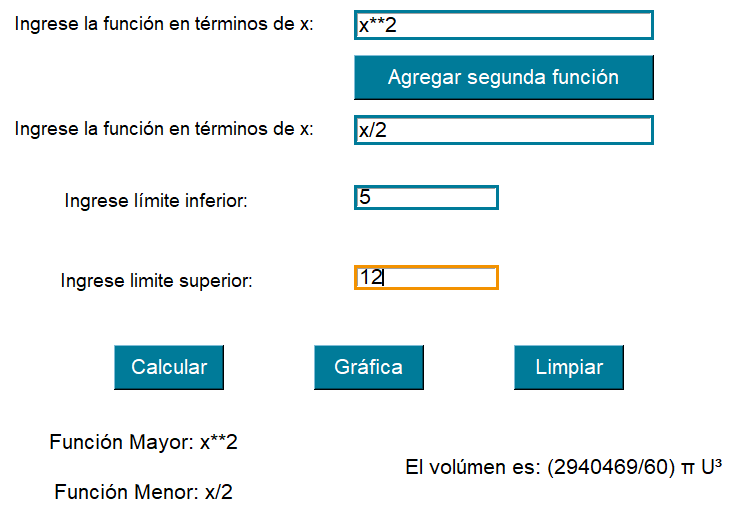 Ingrese la función en términos de x:
x**2
Agregar segunda función
Ingrese la función en términos de x:
x/2
Ingrese límite inferior:
5
Ingrese limite superior:
12
Calcular
Gráfica
Limpiar
Función Mayor: x**2
El volúmen es: (2940469/60) π U³
Función Menor: x/2